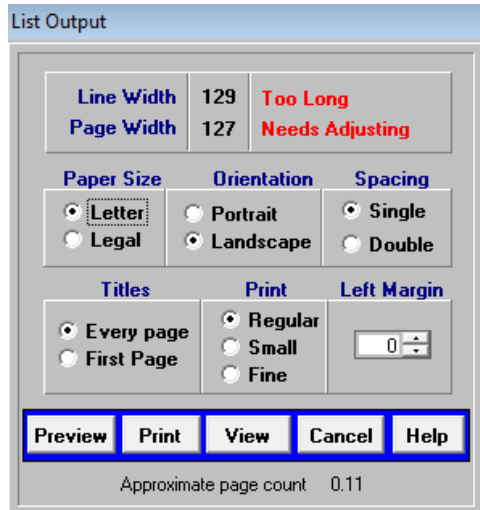 List Output
Line Width 129 Too Long
Page Width 127 Needs Adjusting
Paper Size Orientation Spacing
Letter Portrait Single
Legal Landscape Double
Titles Print Left Margin
Every page Regular
First Page Small 0
Fine
Preview Print View Cancel Help
Approximate page count 0.11